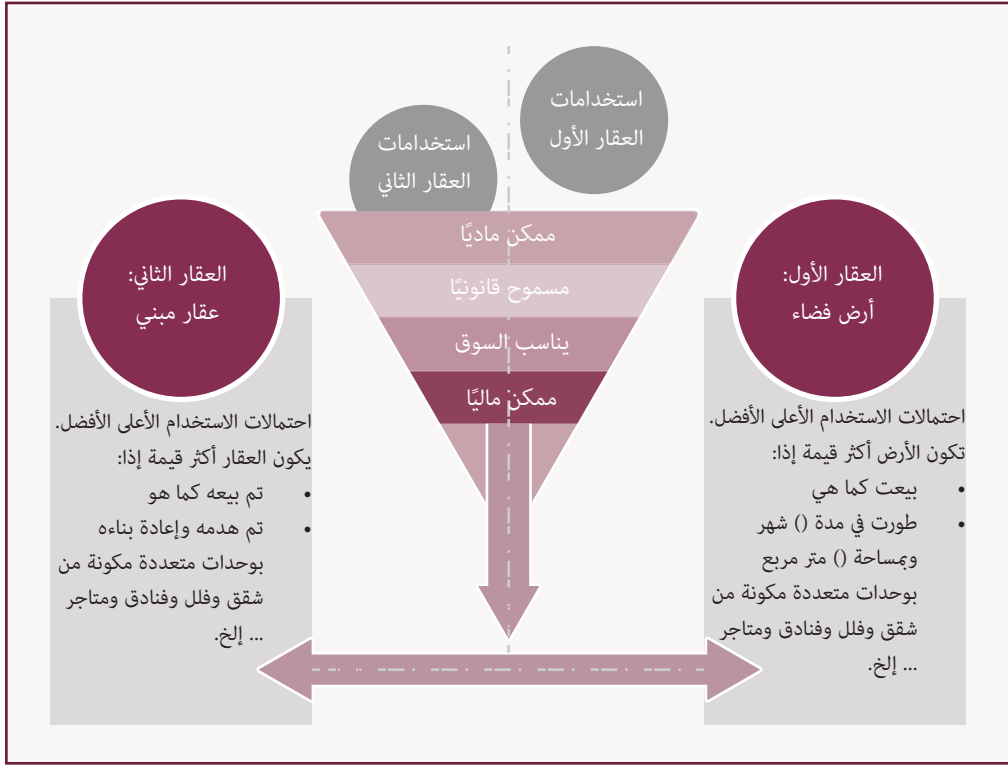 استخدامات
العقار الأول
استخدامات
العقار الثاني
ممكن ماديًا
مسموح قانونيًا
يناسب السوق
ممكن ماليًا
العقار الأول:
أرض فضاء
احتمالات الاستخدام الأعلى الأفضل.
تكون الأرض أكثر قيمة إذا:
• بيعت كما هي
• طورت في مدة () شهر
وبمساحة () متر مربع
بوحدات متعددة مكونة من
شقق وفلل وفنادق ومتاجر
... إلخ.
العقار الثاني:
عقار مبني
احتمالات الاستخدام الأعلى الأفضل.
يكون العقار أكثر قيمة إذا:
• تم بيعه كما هو
• تم هدمه وإعادة بناءه
بوحدات متعددة مكونة من
شقق وفلل وفنادق ومتاجر
... إلخ.